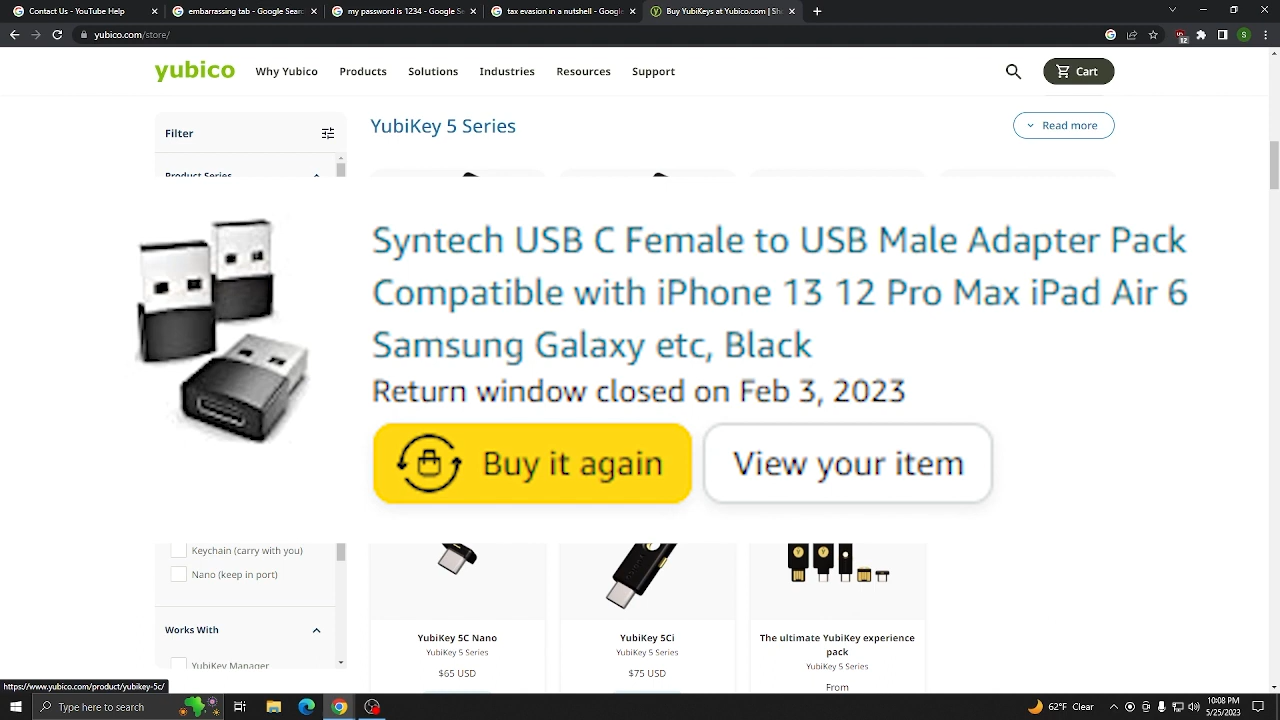 Contact Us - YouTube Help
embarassing tab - Google Sear
my password is 1234 - Google Se
tax evasion in a nutshell - Google
Buy YubiKeys at Yubico.com | Sh
yubico.com/store/
12
S
yubico
Why Yubico
Products
Solutions
Industries
Resources
Support
Cart
Filter
YubiKey 5 Series
Read more
Product Series
Syntech USB C Female to USB Male Adapter Pack
Compatible with iPhone 13 12 Pro Max iPad Air 6
Samsung Galaxy etc, Black
Return window closed on Feb 3, 2023
Buy it again
View your item
Keychain (carry with you)
Nano (keep in port)
Works With
YubiKey Manager
YubiKey 5C Nano
YubiKey 5 Series
$65 USD
YubiKey 5Ci
YubiKey 5 Series
$75 USD
The ultimate YubiKey experience
pack
YubiKey 5 Series
From
https://www.yubico.com/product/yubikey-5c/
Type here to search
62°F Clear
10:08 PM
5/25/2023